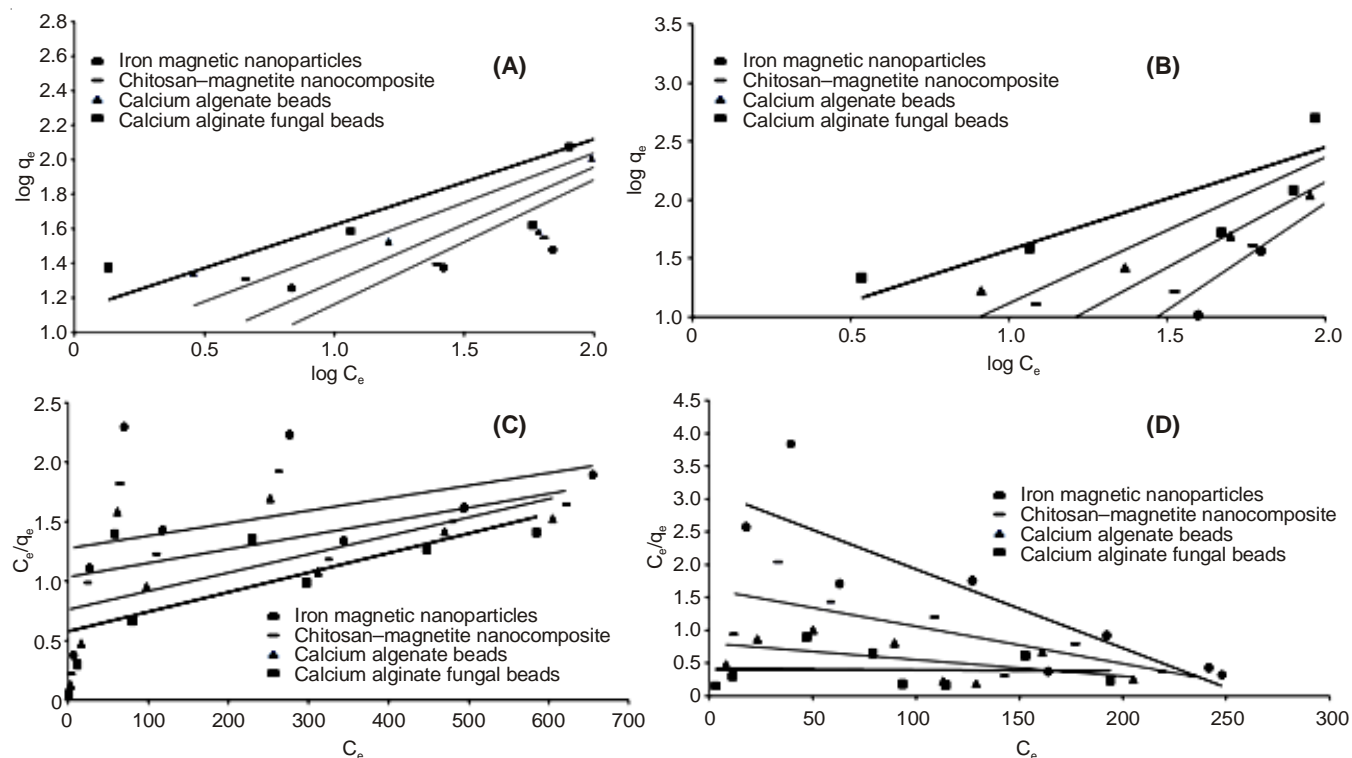 (A)
2.8
2.6
2.4
2.2
2.0
1.8
1.6
1.4
1.2
1.0
log qe
Iron magnetic nanoparticles
Chitosan–magnetite nanocomposite
Calcium algenate beads
Calcium alginate fungal beads
0 0.5 1.0 1.5 2.0
log Ce
(B)
3.5
3.0
2.5
2.0
1.5
1.0
log qe
Iron magnetic nanoparticles
Chitosan–magnetite nanocomposite
Calcium algenate beads
Calcium alginate fungal beads
0 0.5 1.0 1.5 2.0
log Ce
(C)
2.5
2.0
1.5
1.0
0.5
0
Ce/qe
Iron magnetic nanoparticles
Chitosan–magnetite nanocomposite
Calcium algenate beads
Calcium alginate fungal beads
0 100 200 300 400 500 600 700
Ce
(D)
4.5
4.0
3.5
3.0
2.5
2.0
1.5
1.0
0.5
0
Ce/qe
Iron magnetic nanoparticles
Chitosan–magnetite nanocomposite
Calcium algenate beads
Calcium alginate fungal beads
0 50 100 150 200 250 300
Ce